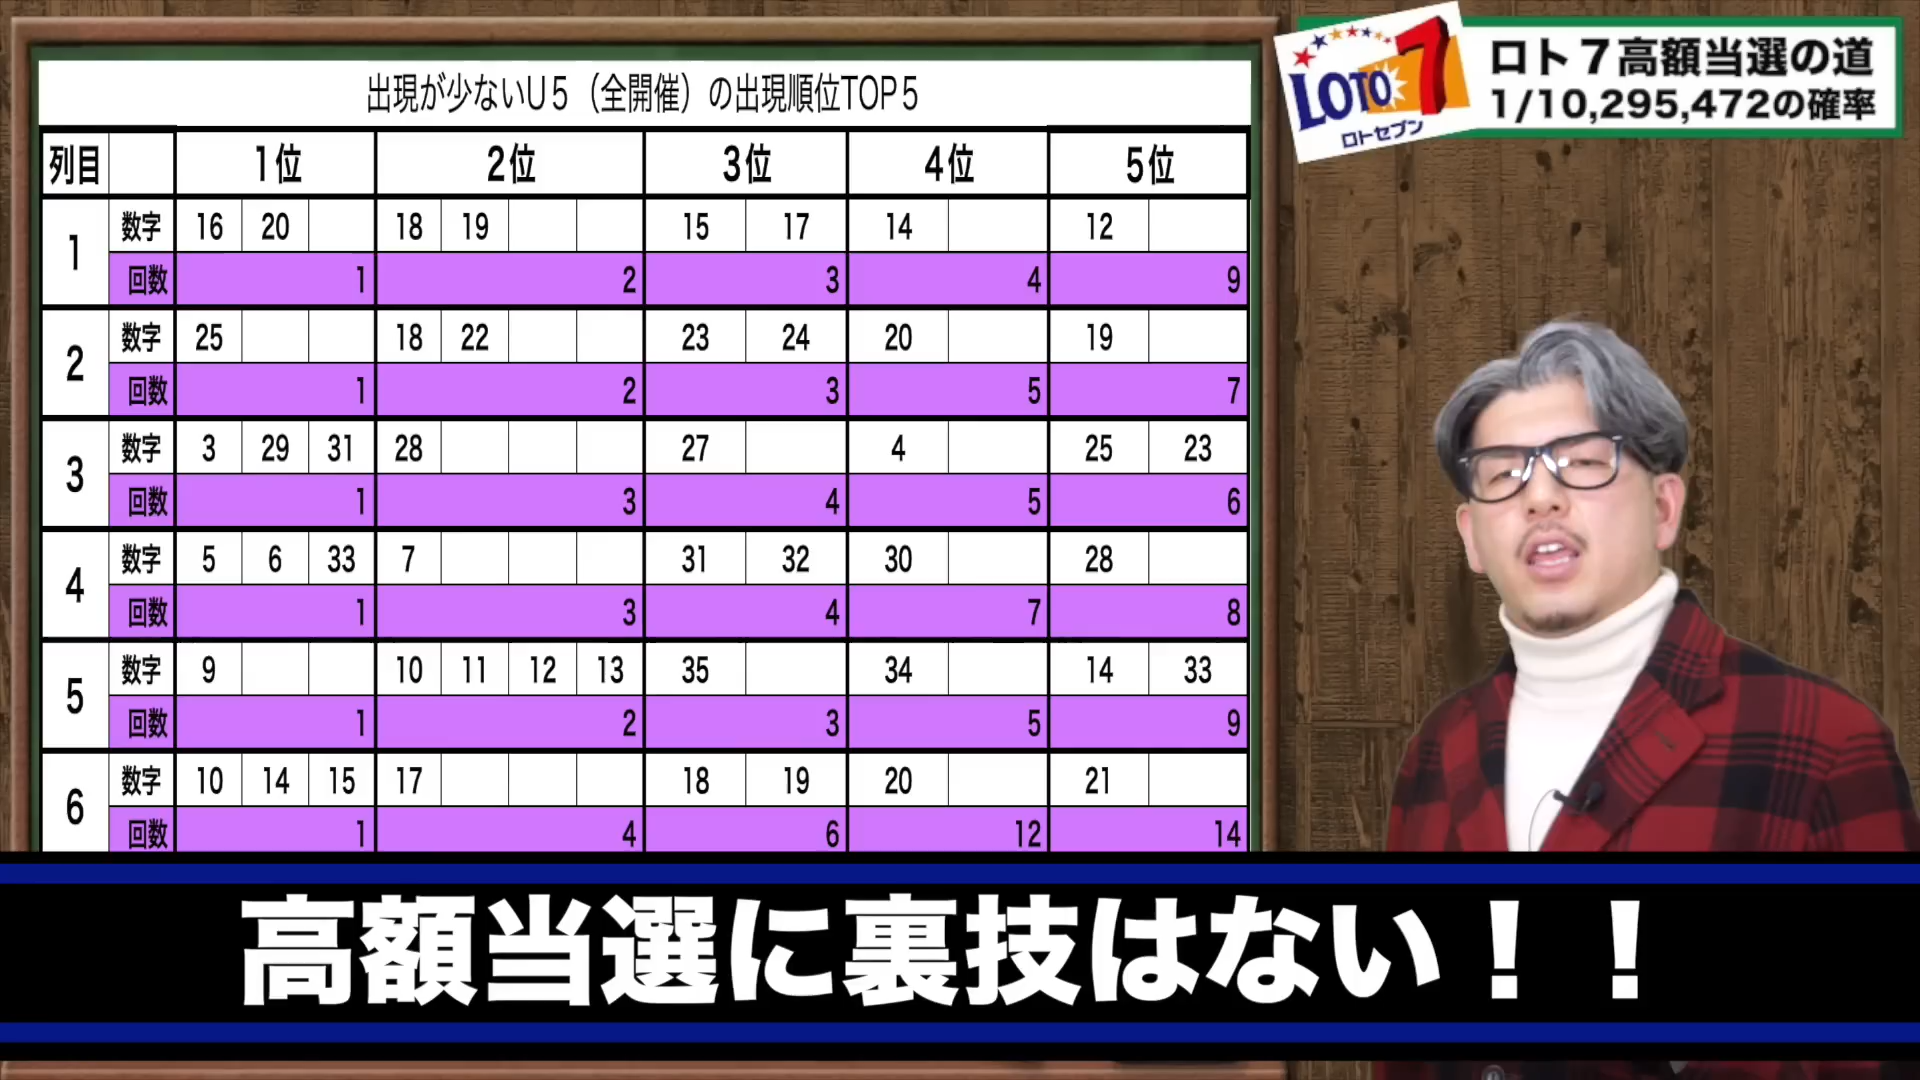 出現が少ないU5（全開催）の出現順位TOP5
列目 1位 2位 3位 4位 5位
1 数字 16 20 18 19 15 17 14 12
回数 1 2 3 4 9
2 数字 25 18 22 23 24 20 19
回数 1 2 3 5 7
3 数字 3 29 31 28 27 4 25 23
回数 1 3 4 5 6
4 数字 5 6 33 7 31 32 30 28
回数 1 3 4 7 8
5 数字 9 10 11 12 13 35 34 14 33
回数 1 2 3 5 9
6 数字 10 14 15 17 18 19 20 21
回数 1 4 6 12 14
LOTO 7
ロトセブン
ロト7高額当選の道
1/10,295,472の確率
高額当選に裏技はない！！